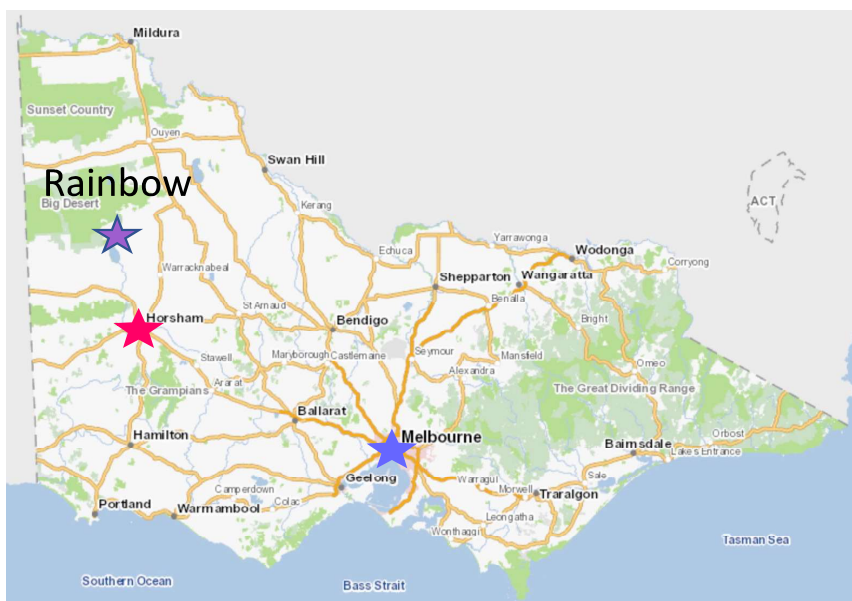 Mildura
Sunset Country
Ouyen
Swan Hill
Rainbow
Big Desert
ACT
Kerang
Yarrawonga
Echuca
Wodonga
Corryong
Warracknabeal
Shepparton
Wangaratta
Benalla
St Arnaud
Horsham
Bendigo
Bright
Seymour
Stawell
Maryborough
Castlemaine
Mansfield
Omeo
Alexandra
The Grampians
Ararat
The Great Dividing Range
Ballarat
Orbost
Hamilton
Melbourne
Bairnsdale
Lakes Entrance
Geelong
Warragul
Sale
Camperdown
Morwell
Traralgon
Colac
Portland
Warrnambool
Leongatha
Wonthaggi
Tasman Sea
Southern Ocean
Bass Strait